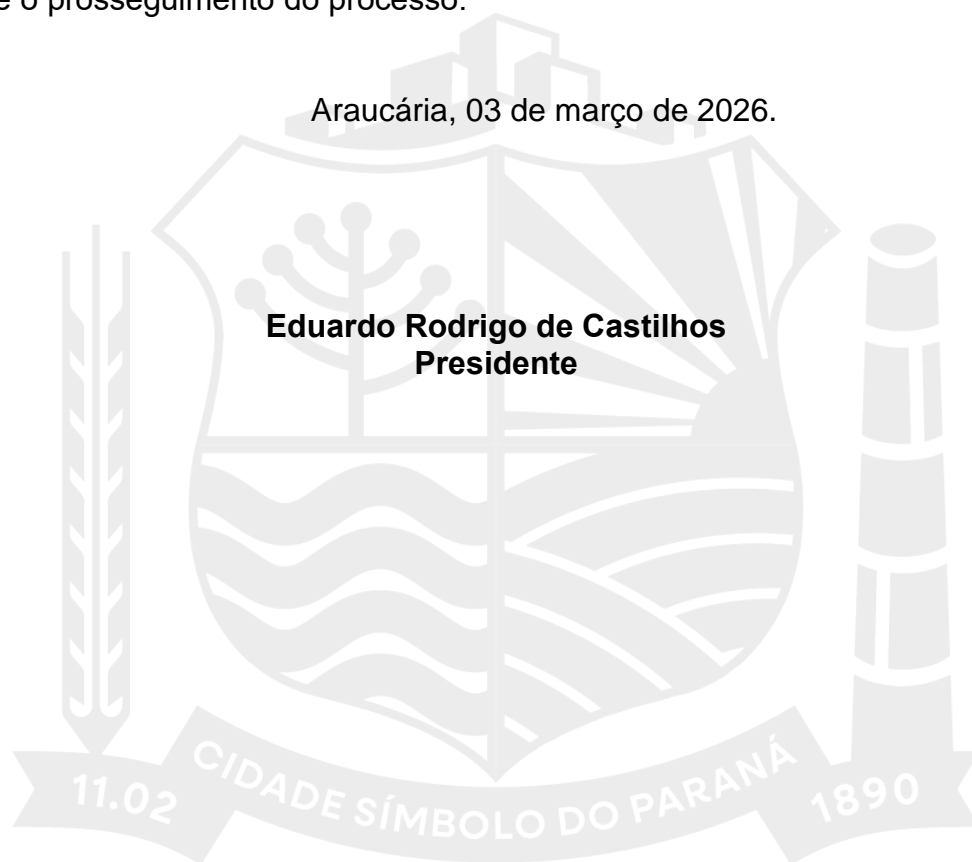 e o prosseguimento do processo.
Araucária, 03 de março de 2026.
Eduardo Rodrigo de Castilhos
Presidente
11.02
CIDADE SÍMBOLO DO PARANÁ
1890